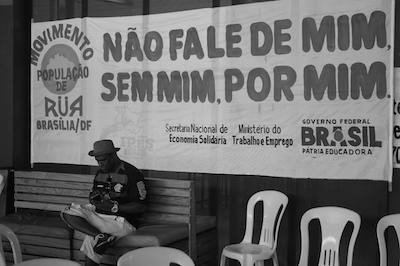 MOVIMENTO
POPULAÇÃO
DE
RUA
BRASÍLIA/DF
NÃO FALE DE MIM,
SEM MIM, POR MIM.
Secretaria Nacional de
Economia Solidária
Ministério do
Trabalho e Emprego
GOVERNO FEDERAL
BRASIL
PÁTRIA EDUCADORA